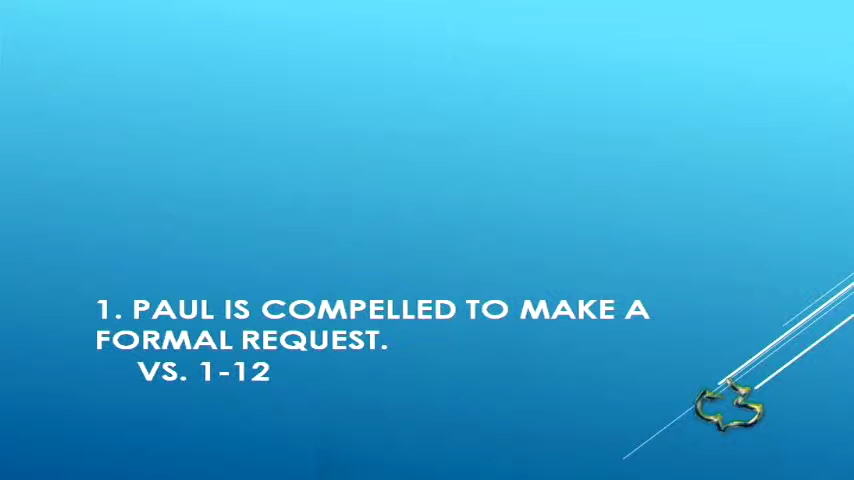 1. PAUL IS COMPELLED TO MAKE A
FORMAL REQUEST.
VS. 1-12